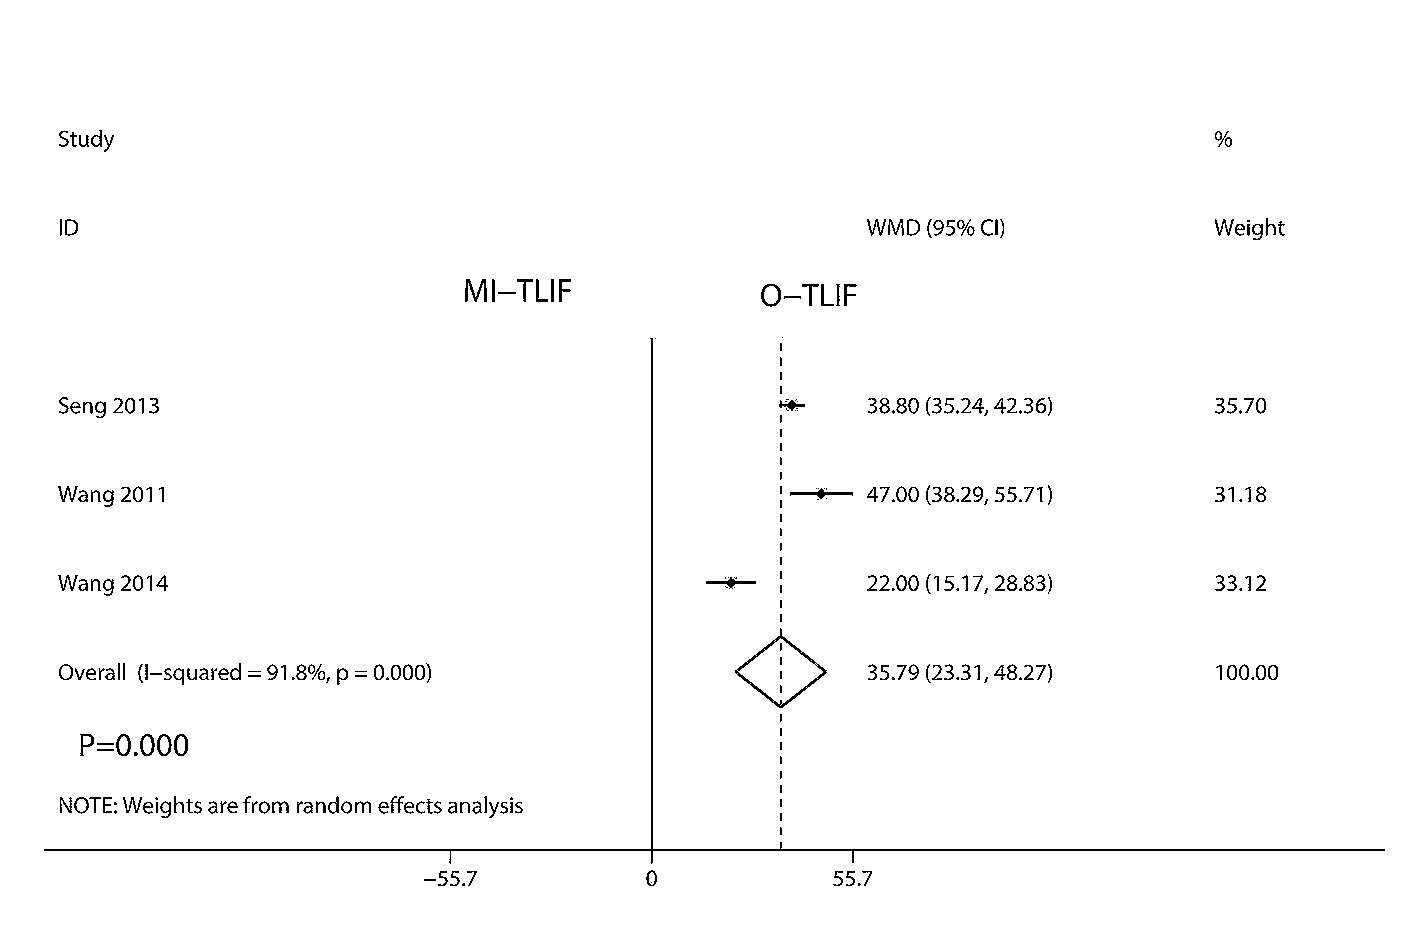 Study %
ID WMD (95% CI) Weight
MI−TLIF O−TLIF
Seng 2013 38.80 (35.24, 42.36) 35.70
Wang 2011 47.00 (38.29, 55.71) 31.18
Wang 2014 22.00 (15.17, 28.83) 33.12
Overall (I−squared = 91.8%, p = 0.000) 35.79 (23.31, 48.27) 100.00
P=0.000
NOTE: Weights are from random effects analysis
−55.7 0 55.7